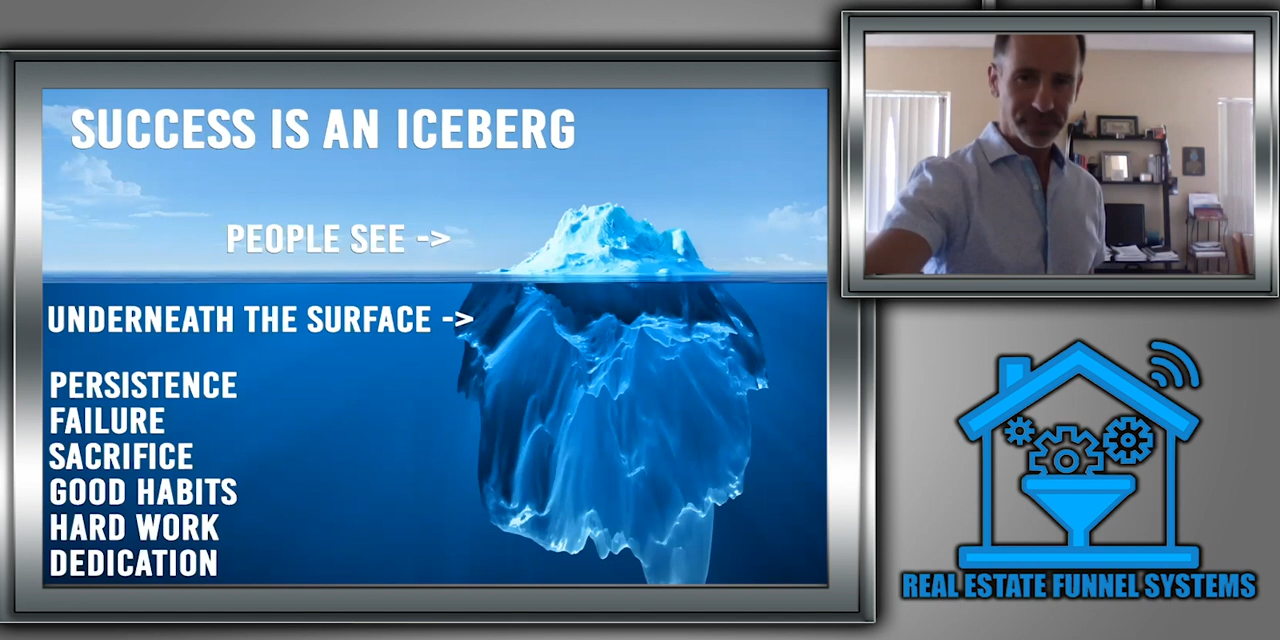 SUCCESS IS AN ICEBERG
PEOPLE SEE ->
UNDERNEATH THE SURFACE ->
PERSISTENCE
FAILURE
SACRIFICE
GOOD HABITS
HARD WORK
DEDICATION
REAL ESTATE FUNNEL SYSTEMS